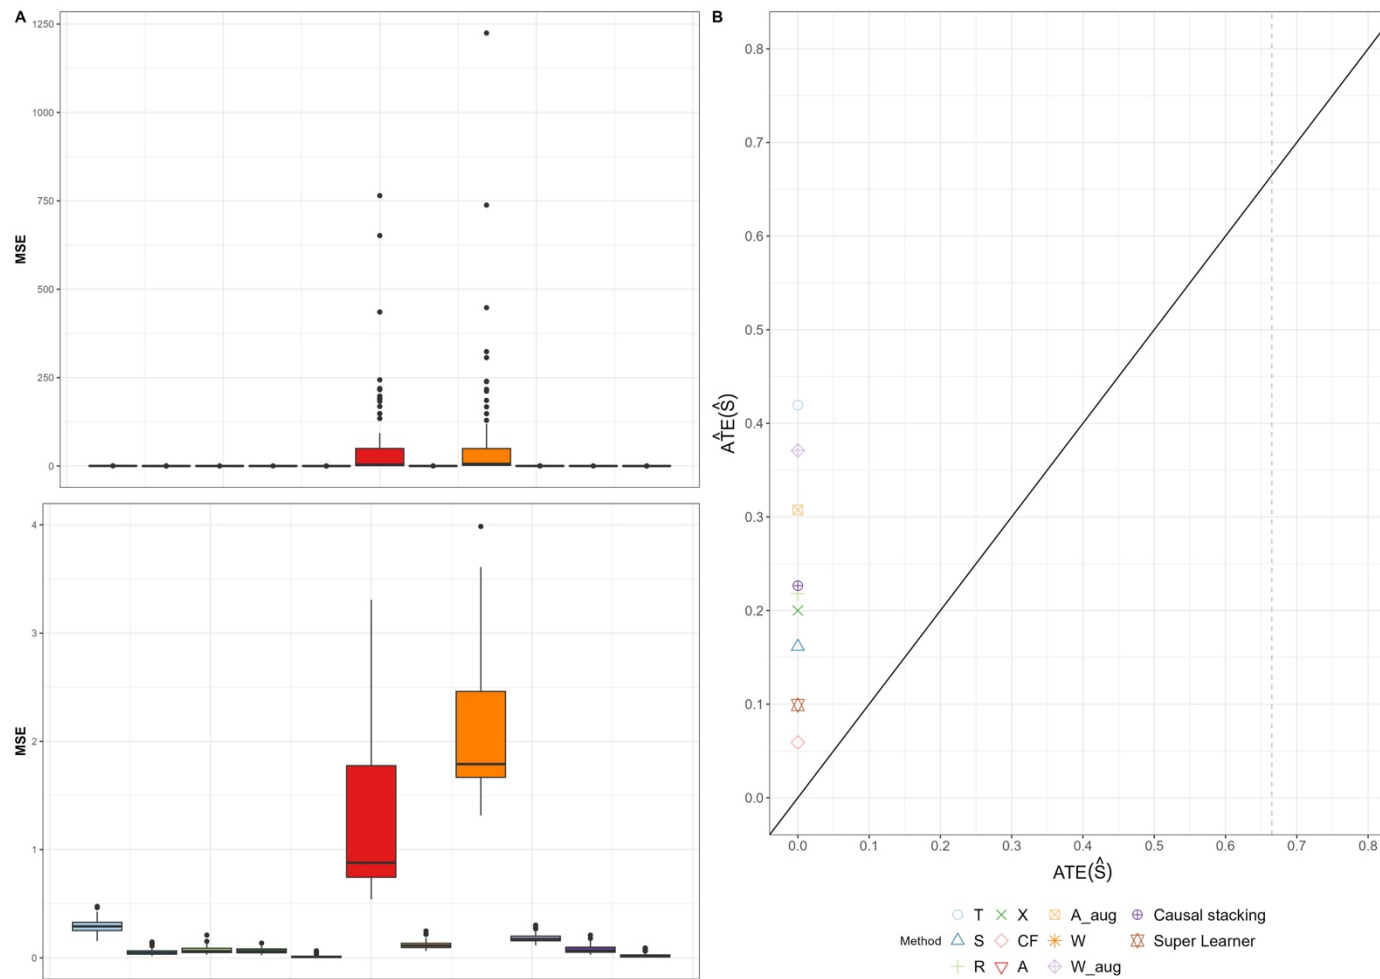 A
MSE
1250
1000
750
500
250
0
MSE
4
3
2
1
0
B
ATÊ(Ŝ)
0.8
0.7
0.6
0.5
0.4
0.3
0.2
0.1
0.0
0.0 0.1 0.2 0.3 0.4 0.5 0.6 0.7 0.8
ATE(Ŝ)
Method
T X A_aug Causal stacking
S CF W Super Learner
R A W_aug